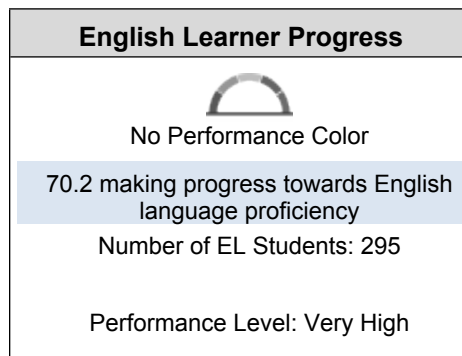 English Learner Progress
No Performance Color
70.2 making progress towards English
language proficiency
Number of EL Students: 295
Performance Level: Very High